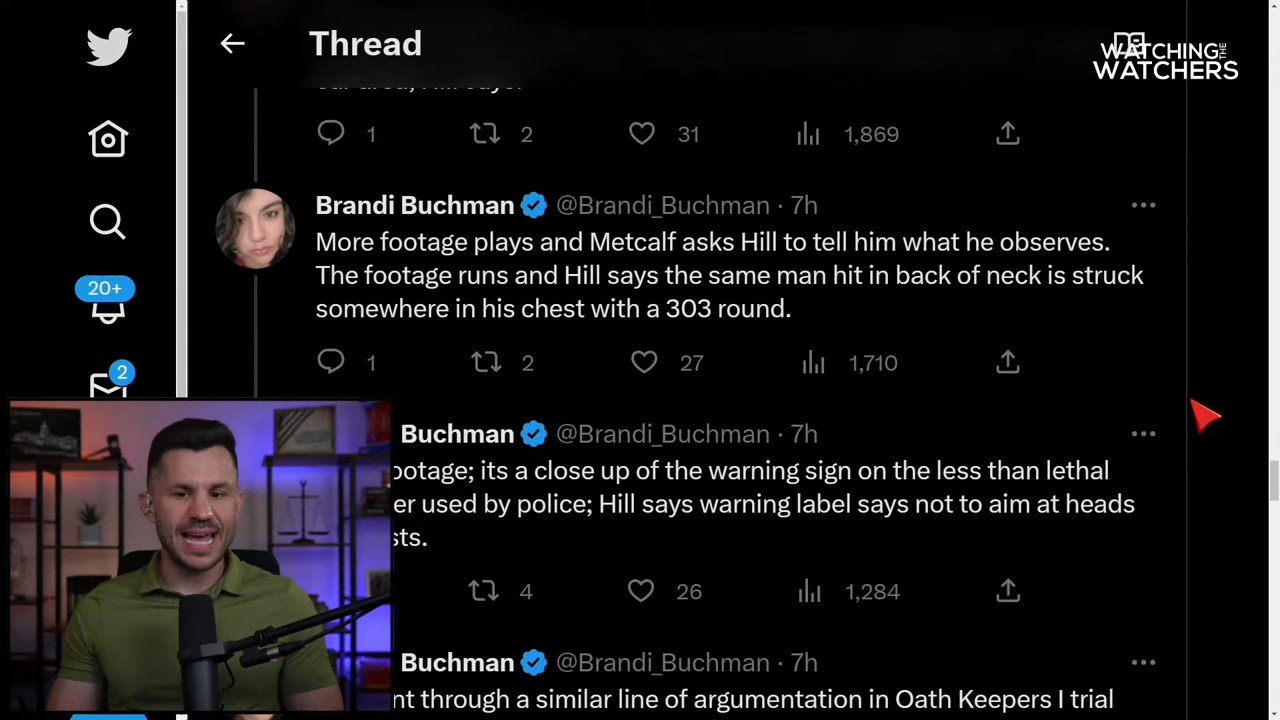 Thread
WATCHING THE
WATCHERS
1 2 31 1,869
Brandi Buchman @Brandi_Buchman · 7h
More footage plays and Metcalf asks Hill to tell him what he observes.
The footage runs and Hill says the same man hit in back of neck is struck
somewhere in his chest with a 303 round.
1 2 27 1,710
20+
2
Buchman @Brandi_Buchman · 7h
ootage; its a close up of the warning sign on the less than lethal
er used by police; Hill says warning label says not to aim at heads
sts.
4 26 1,284
Buchman @Brandi_Buchman · 7h
nt through a similar line of argumentation in Oath Keepers I trial